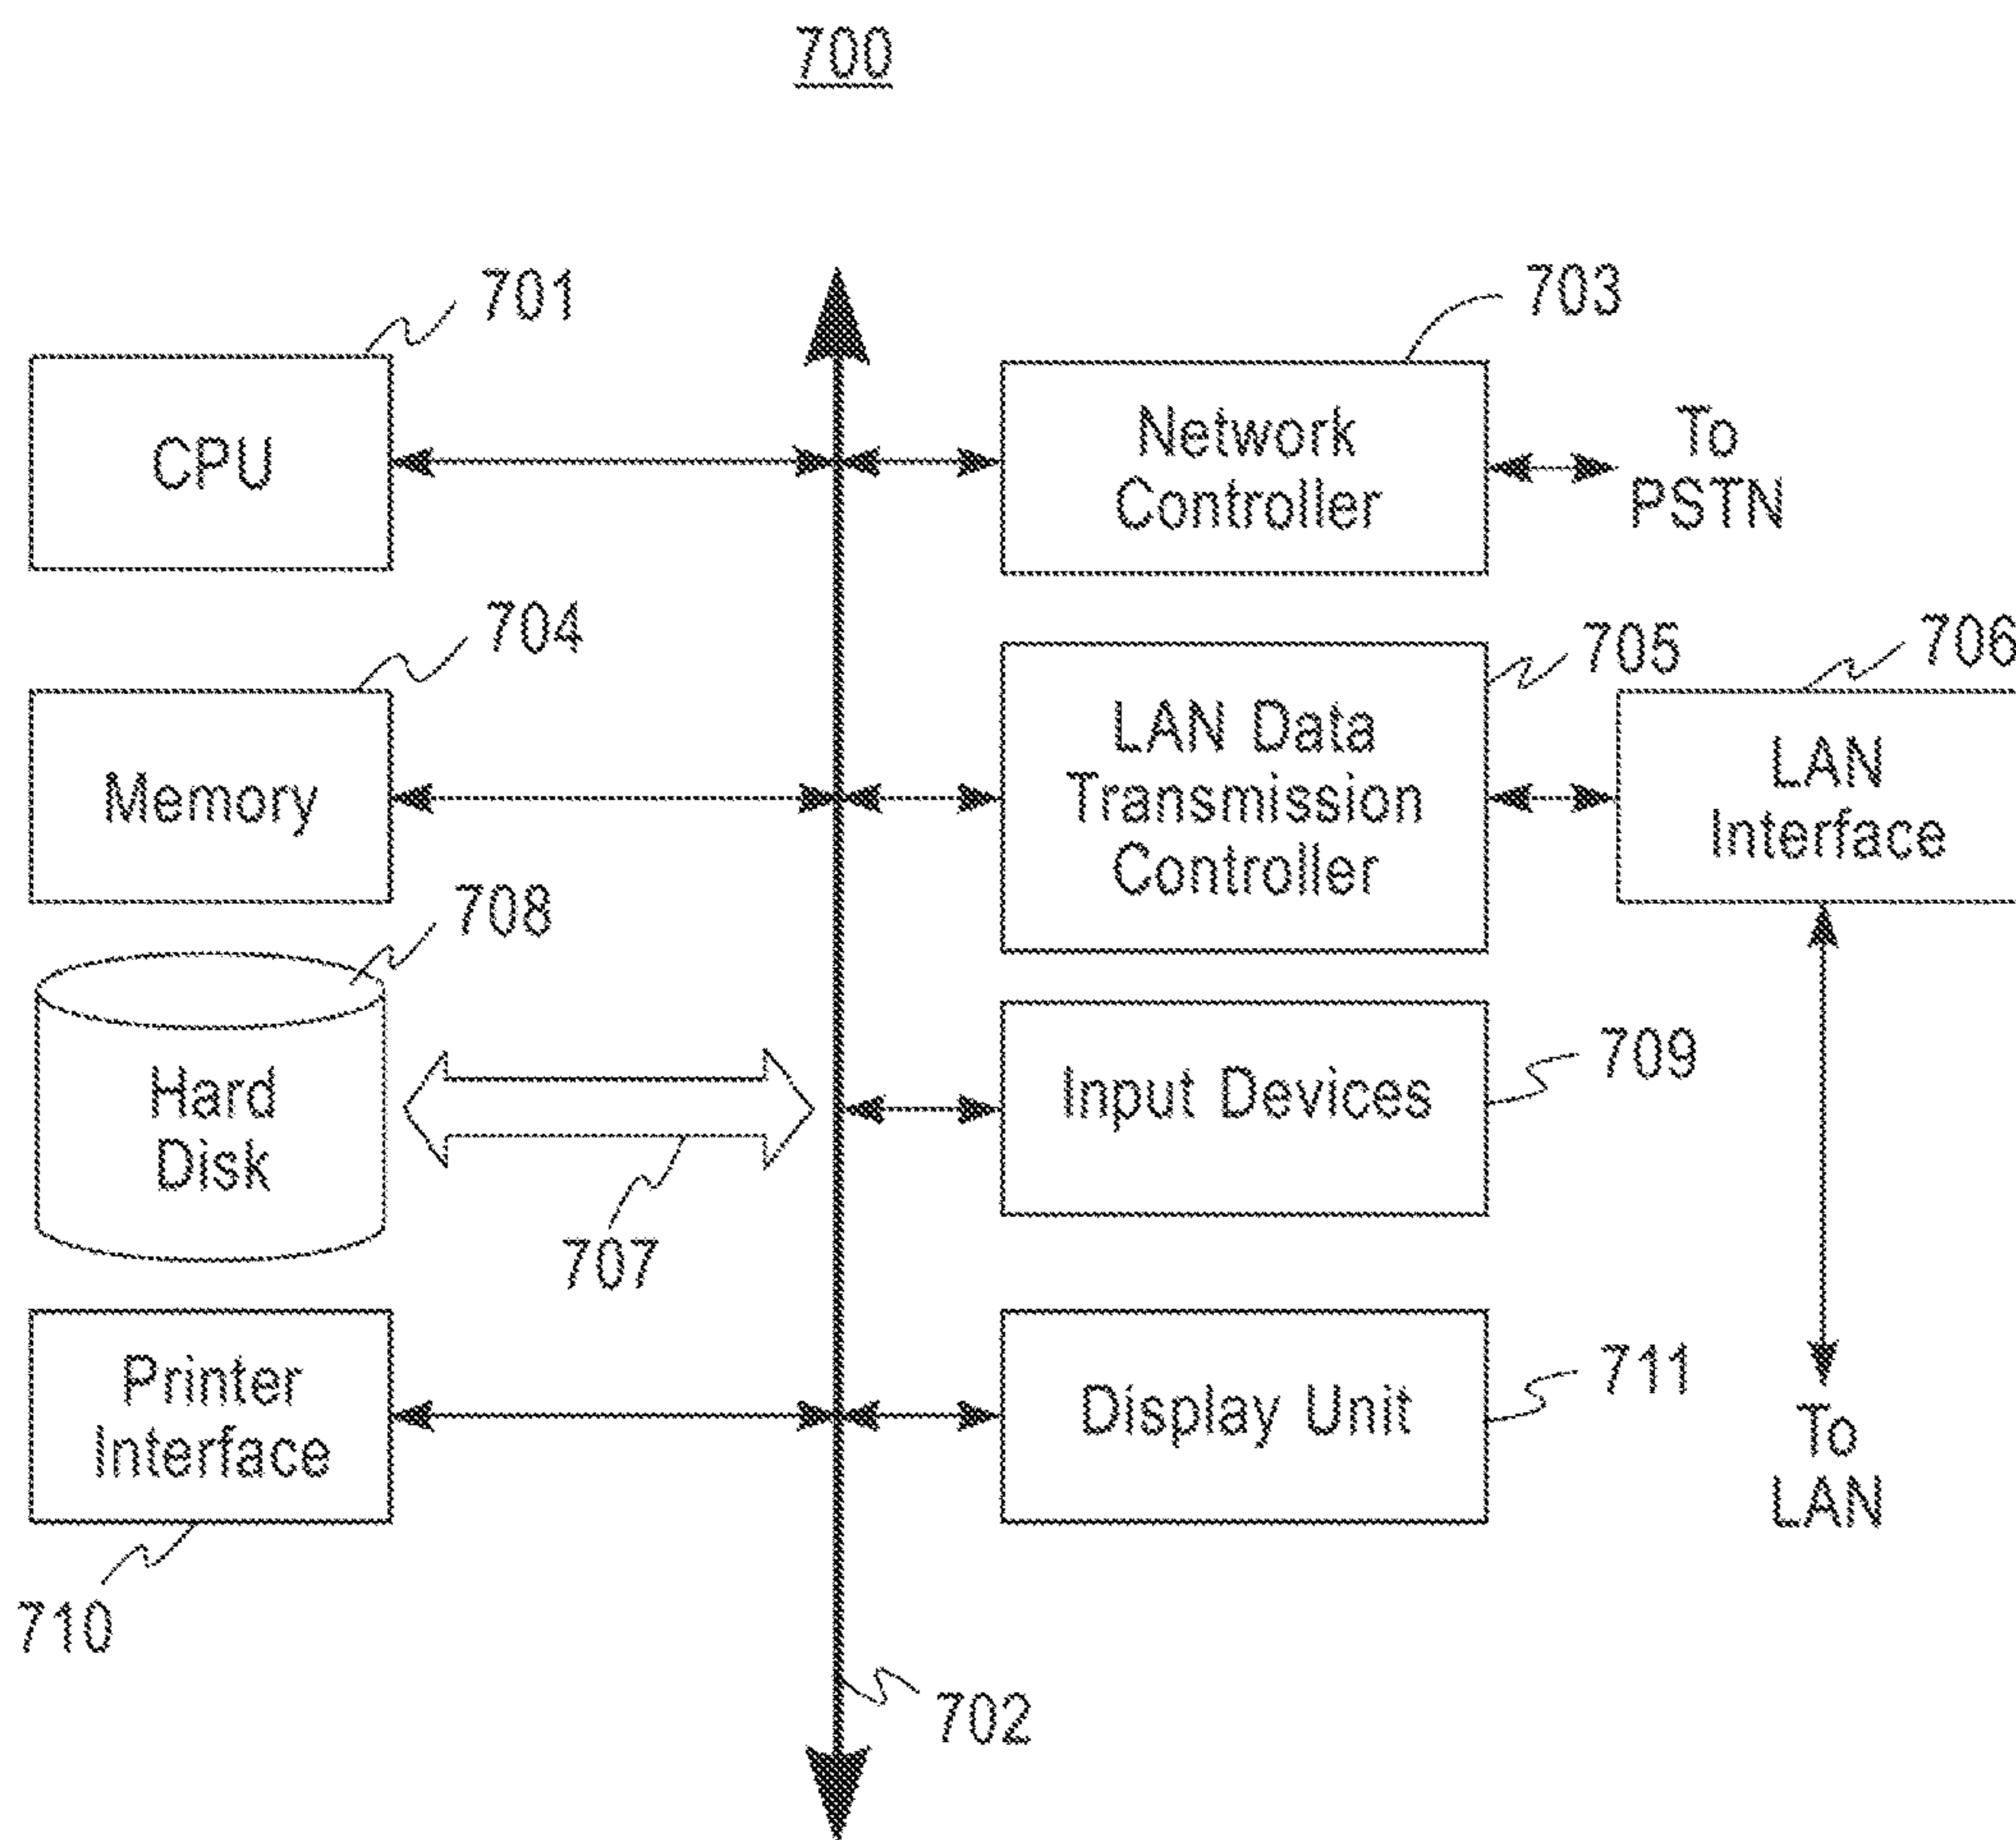 700
701
CPU
703
Network
Controller
To
PSTN
704
Memory
705
LAN Data
Transmission
Controller
706
LAN
Interface
708
Hard
Disk
707
709
Input Devices
Printer
Interface
710
711
Display Unit
To
LAN
702